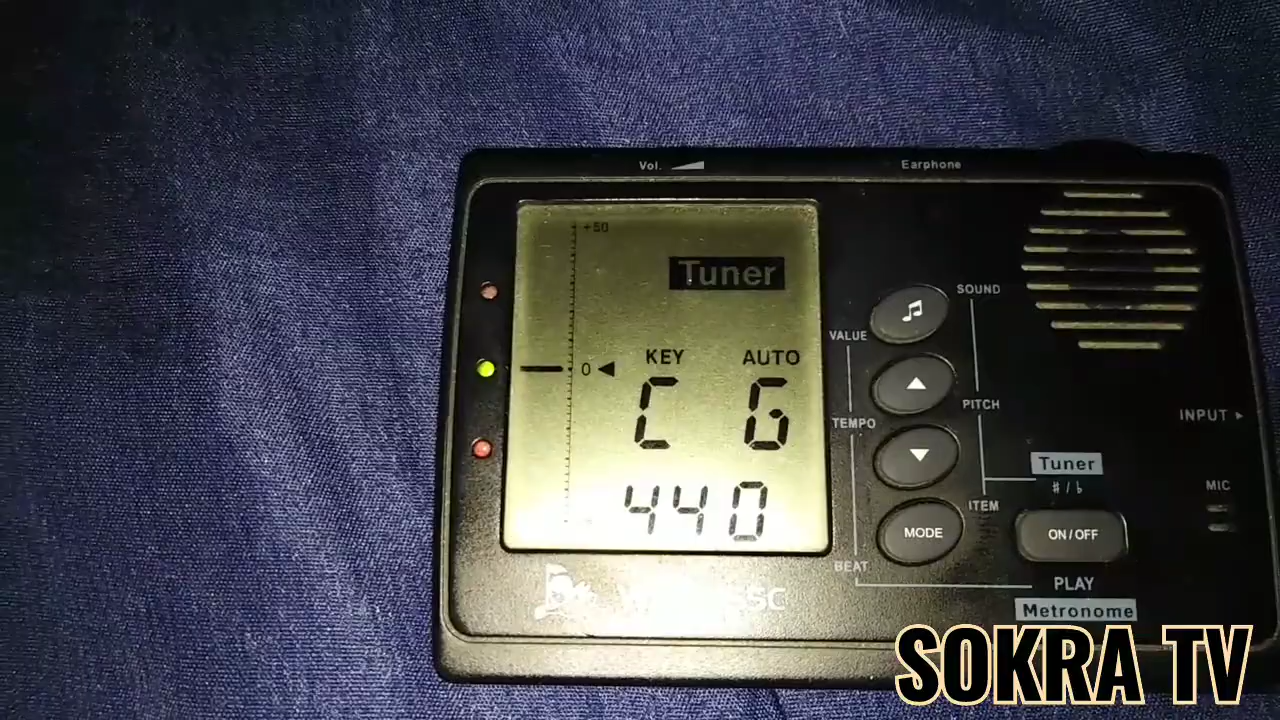 Vol.
Earphone
+50
Tuner
SOUND
VALUE
0
KEY
AUTO
C G
PITCH
TEMPO
INPUT
Tuner
♯ / ♭
MIC
440
ITEM
MODE
ON / OFF
BEAT
PLAY
Metronome
SOKRA TV